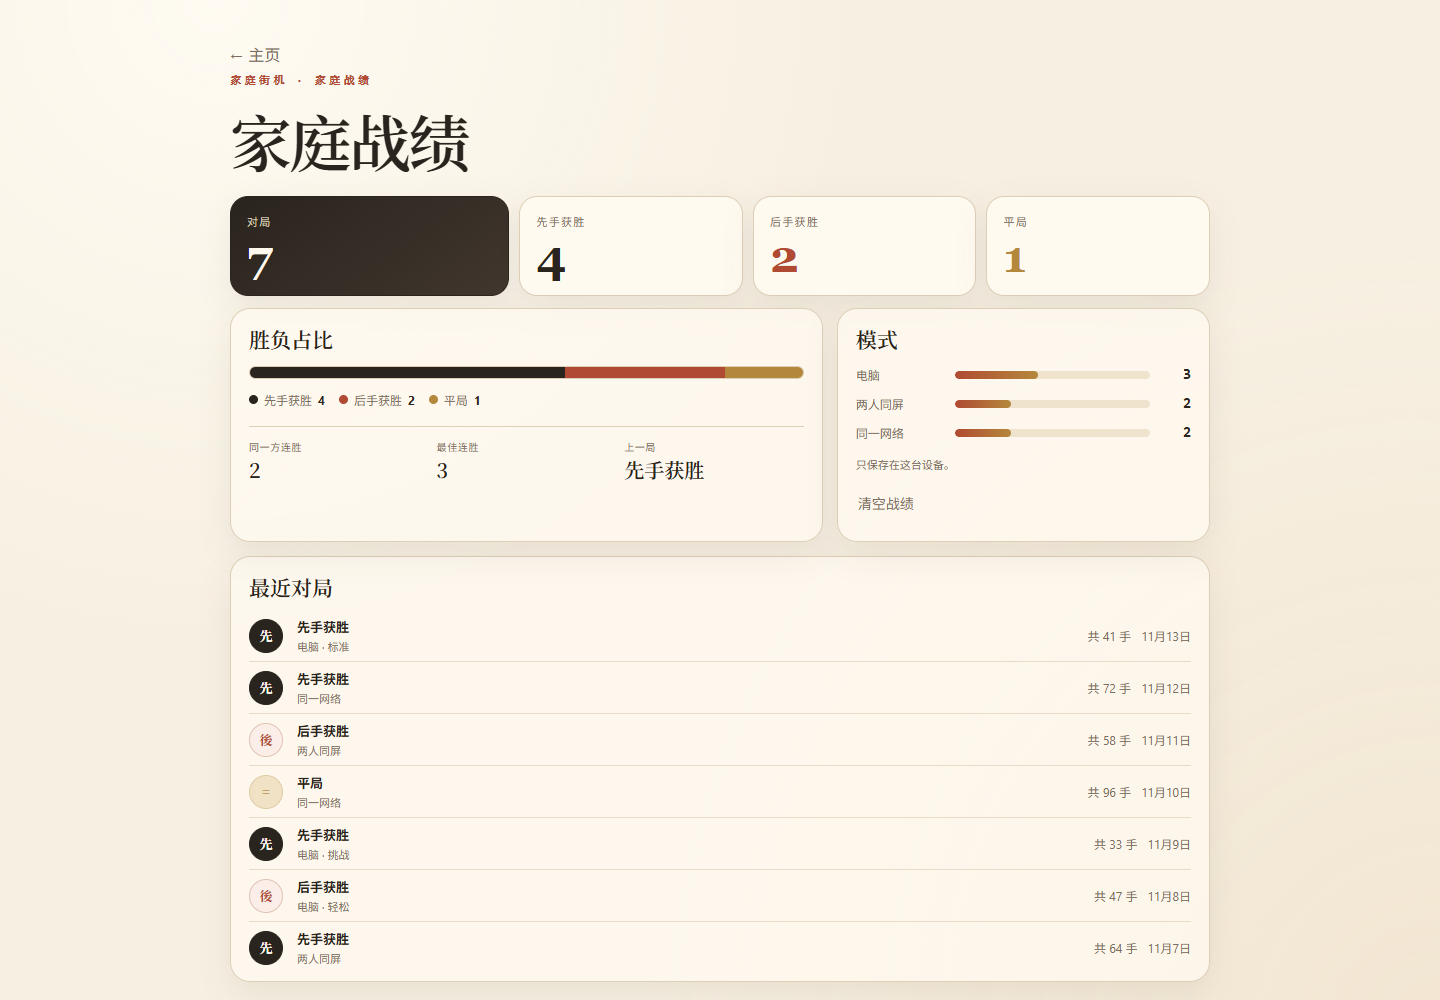 ← 主页
家庭街机 · 家庭战绩
家庭战绩
对局
7
先手获胜
4
后手获胜
2
平局
1
胜负占比
先手获胜 4 后手获胜 2 平局 1
同一方连胜
2
最佳连胜
3
上一局
先手获胜
模式
电脑 3
两人同屏 2
同一网络 2
只保存在这台设备。
清空战绩
最近对局
先 先手获胜
电脑 · 标准
共 41 手 11月13日
先 先手获胜
同一网络
共 72 手 11月12日
後 后手获胜
两人同屏
共 58 手 11月11日
= 平局
同一网络
共 96 手 11月10日
先 先手获胜
电脑 · 挑战
共 33 手 11月9日
後 后手获胜
电脑 · 轻松
共 47 手 11月8日
先 先手获胜
两人同屏
共 64 手 11月7日